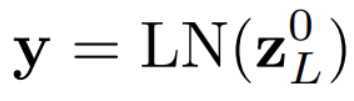 y = LN(z_L^0)